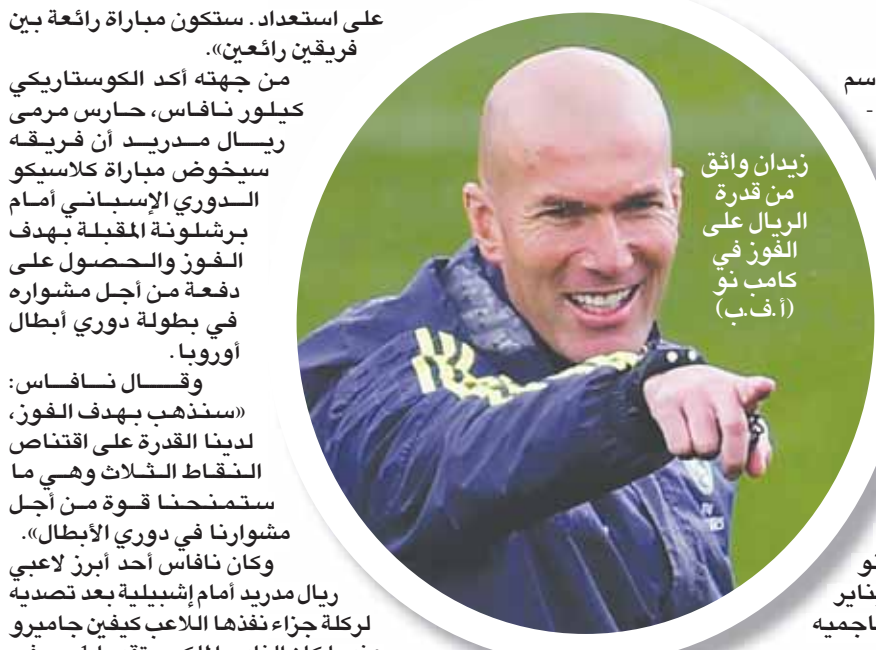 على استعداد. ستكون مباراة رائعة بين
فريقين رائعين».
من جهته أكد الكوستاريكي
كيلور نافاس، حارس مرمى
ريال مدريد أن فريقه
سيخوض مباراة كلاسيكو
الدوري الإسباني أمام
برشلونة المقبلة بهدف
الفوز والحصول على
دفعة من أجل مشواره
في بطولة دوري أبطال
أوروبا.
وقال نافاس:
«سنذهب بهدف الفوز،
لدينا القدرة على اقتناص
النقاط الثلاث وهي ما
ستمنحنا قوة من أجل
مشوارنا في دوري الأبطال».
وكان نافاس أحد أبرز لاعبي
ريال مدريد أمام إشبيلية بعد تصديه
لركلة جزاء نفذها اللاعب كيفين جاميرو
زيدان واثق
من قدرة
الريال على
الفوز في
كامب نو
(أ.ف.ب)